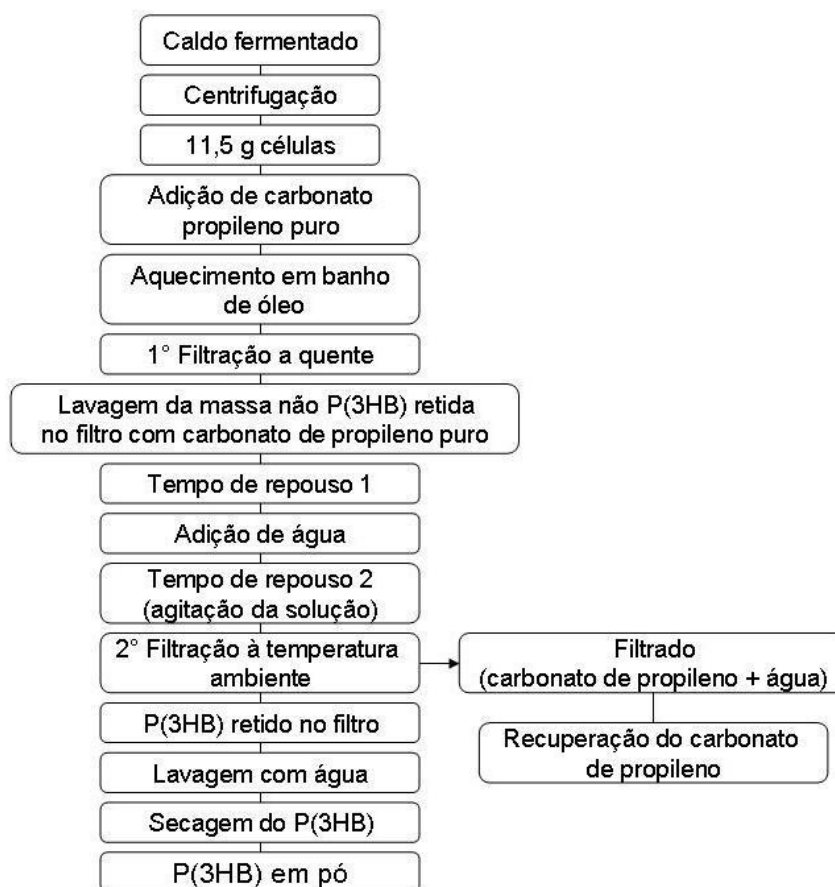 Caldo fermentado
Centrifugação
11,5 g células
Adição de carbonato
propileno puro
Aquecimento em banho
de óleo
1° Filtração a quente
Lavagem da massa não P(3HB) retida
no filtro com carbonato de propileno puro
Tempo de repouso 1
Adição de água
Tempo de repouso 2
(agitação da solução)
2° Filtração à temperatura
ambiente
Filtrado
(carbonato de propileno + água)
P(3HB) retido no filtro
Recuperação do carbonato
de propileno
Lavagem com água
Secagem do P(3HB)
P(3HB) em pó